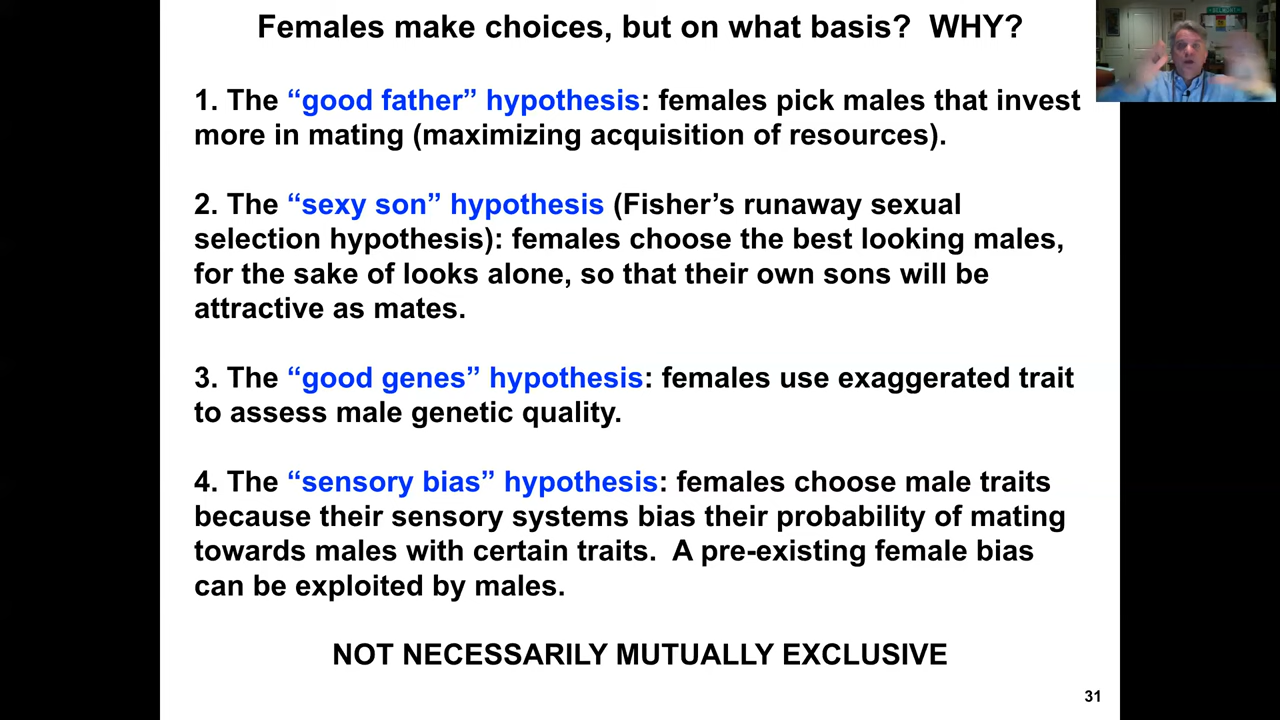 Females make choices, but on what basis?  WHY?
1. The “good father” hypothesis: females pick males that invest
more in mating (maximizing acquisition of resources).
2. The “sexy son” hypothesis (Fisher’s runaway sexual
selection hypothesis): females choose the best looking males,
for the sake of looks alone, so that their own sons will be
attractive as mates.
3. The “good genes” hypothesis: females use exaggerated trait
to assess male genetic quality.
4. The “sensory bias” hypothesis: females choose male traits
because their sensory systems bias their probability of mating
towards males with certain traits.  A pre-existing female bias
can be exploited by males.
NOT NECESSARILY MUTUALLY EXCLUSIVE
31